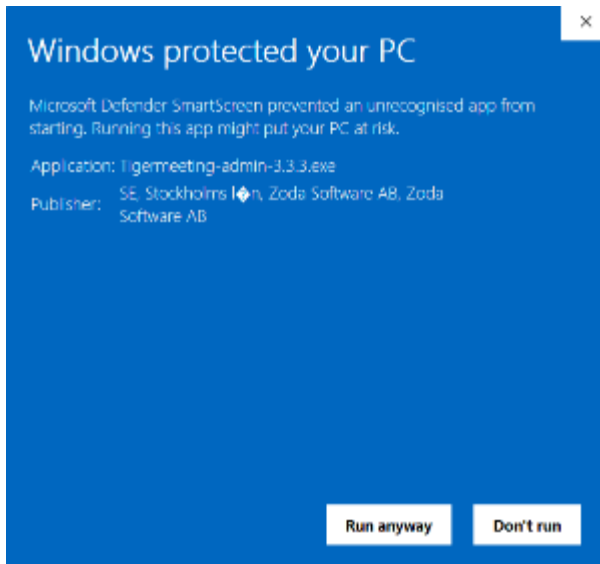 Windows protected your PC
Microsoft Defender SmartScreen prevented an unrecognised app from
starting. Running this app might put your PC at risk.
Application: Tigermeeting-admin-3.3.3.exe
Publisher: SE, Stockholms l�n, Zoda Software AB, Zoda
Software AB
Run anyway
Don't run